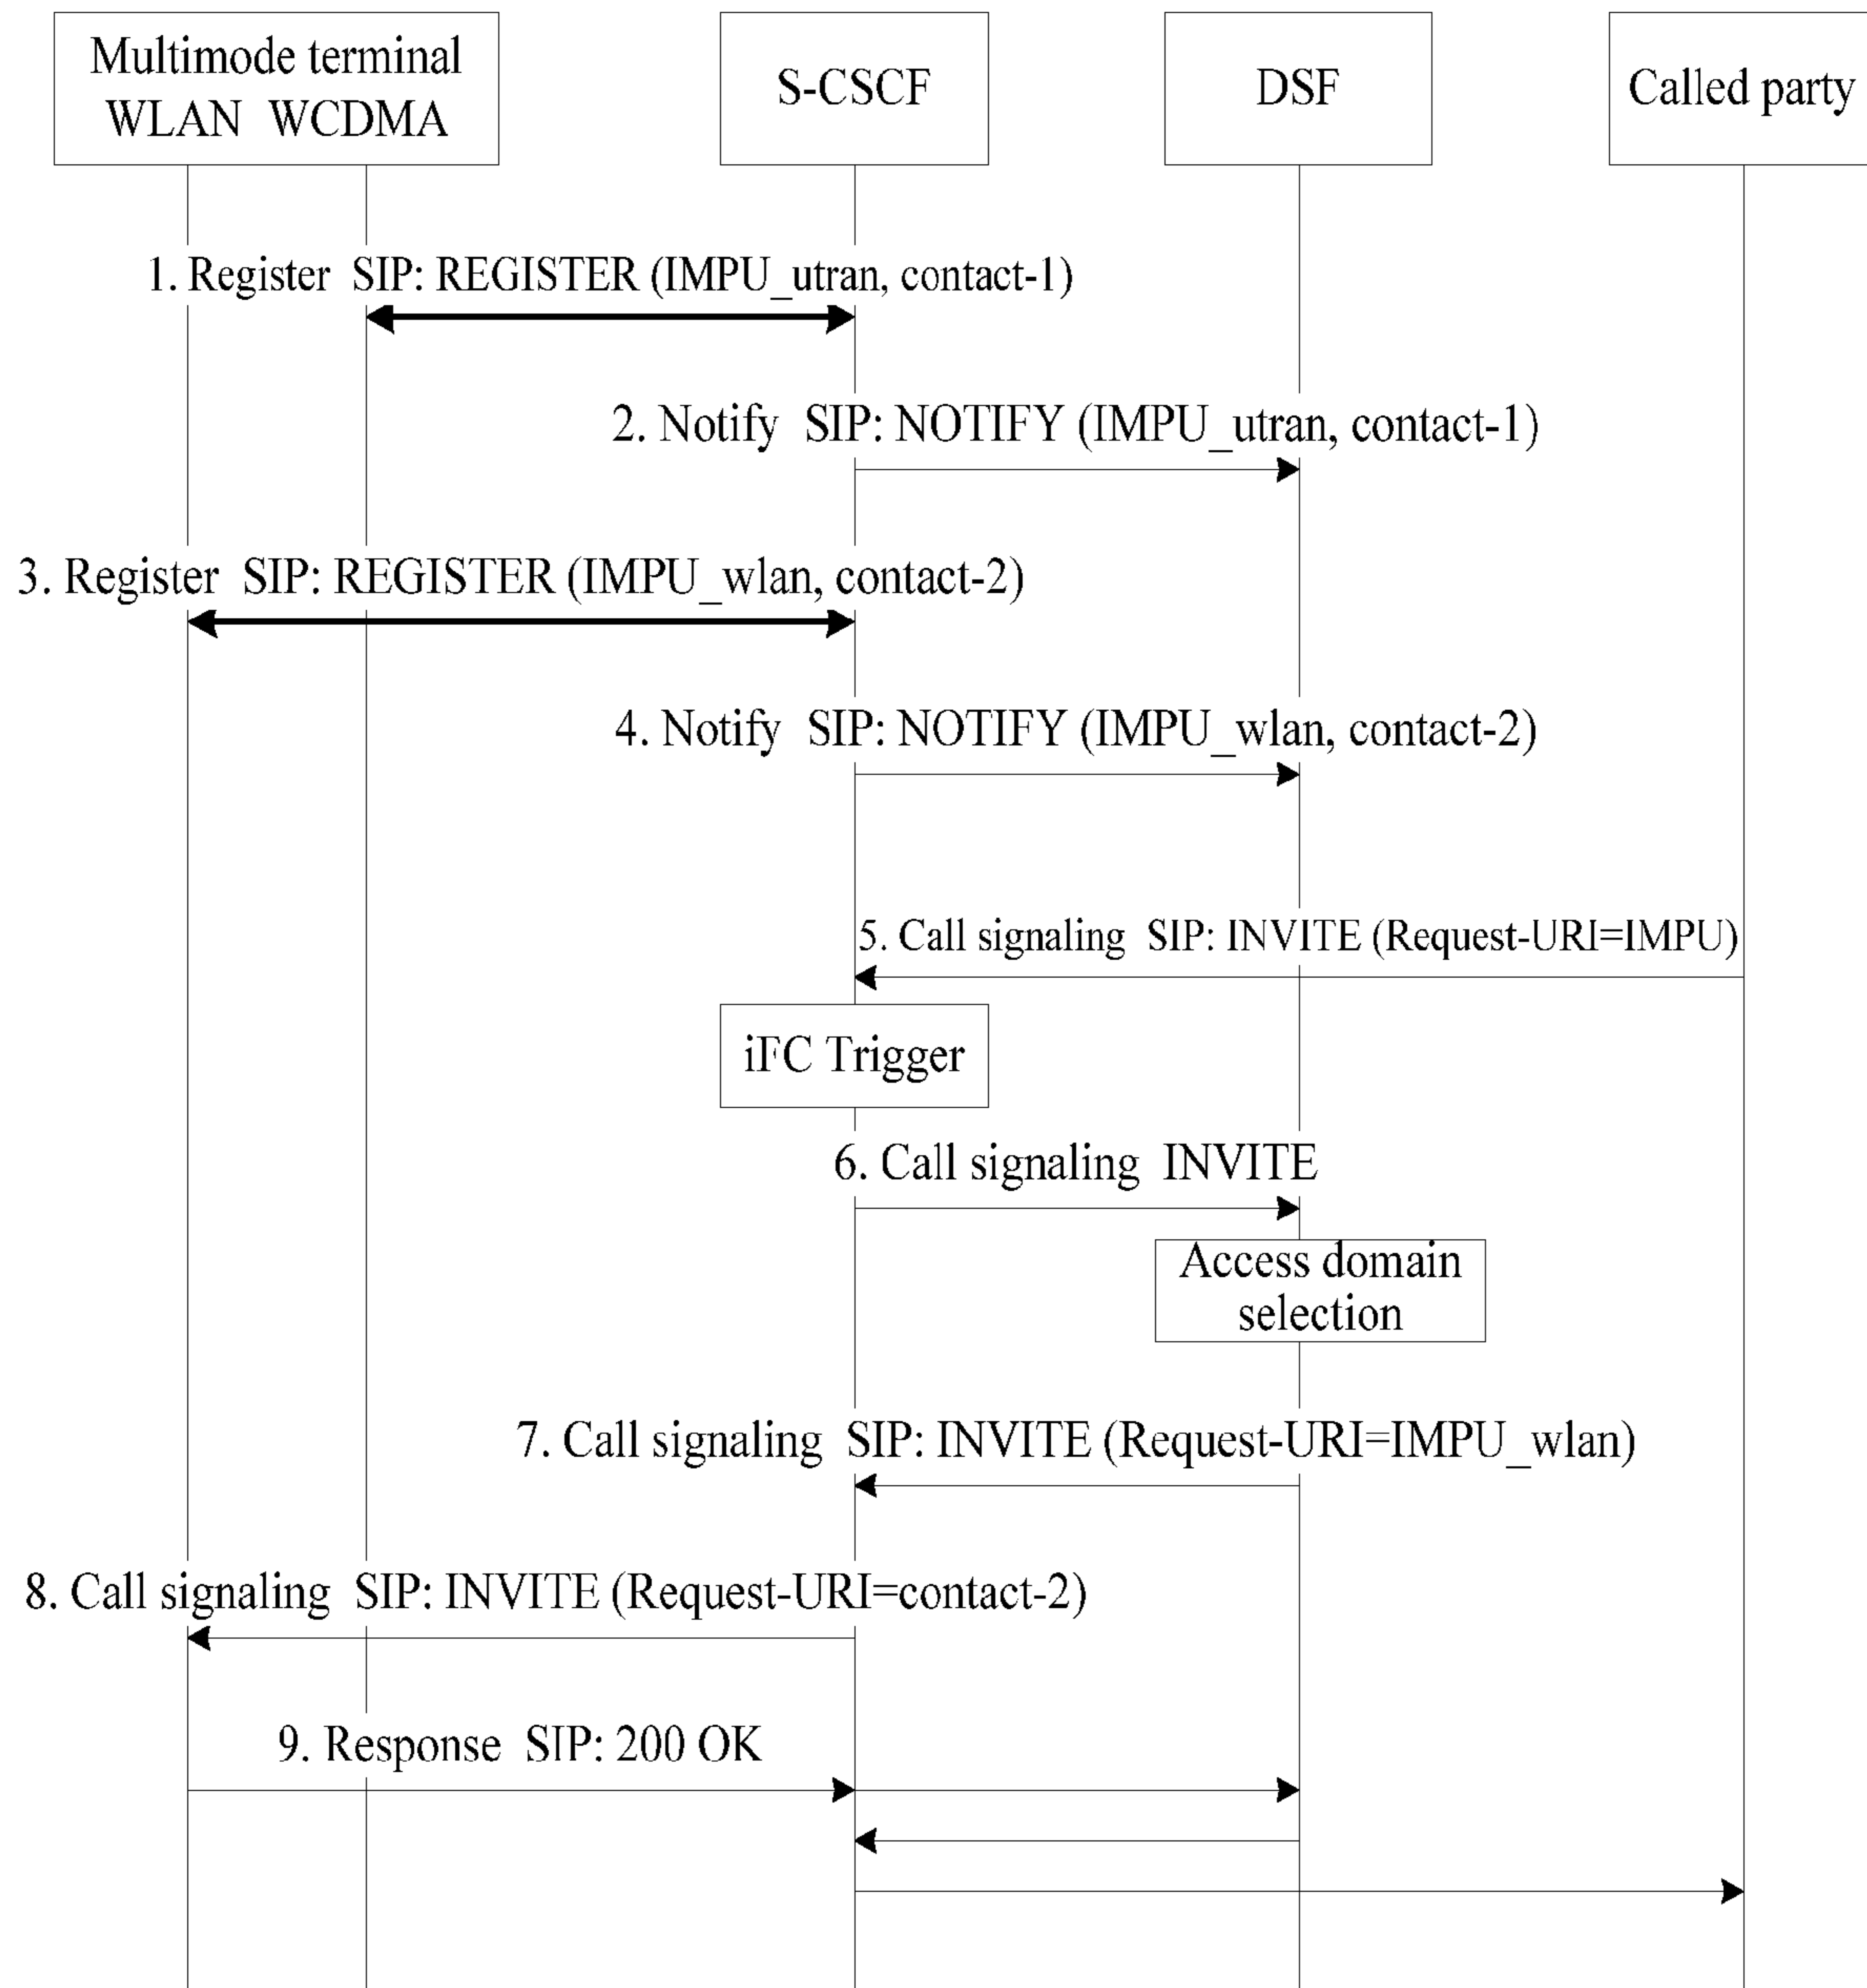 Multimode terminal
WLAN WCDMA
S-CSCF
DSF
Called party
1. Register SIP: REGISTER (IMPU_utran, contact-1)
2. Notify SIP: NOTIFY (IMPU_utran, contact-1)
3. Register SIP: REGISTER (IMPU_wlan, contact-2)
4. Notify SIP: NOTIFY (IMPU_wlan, contact-2)
5. Call signaling SIP: INVITE (Request-URI=IMPU)
iFC Trigger
6. Call signaling INVITE
Access domain
selection
7. Call signaling SIP: INVITE (Request-URI=IMPU_wlan)
8. Call signaling SIP: INVITE (Request-URI=contact-2)
9. Response SIP: 200 OK